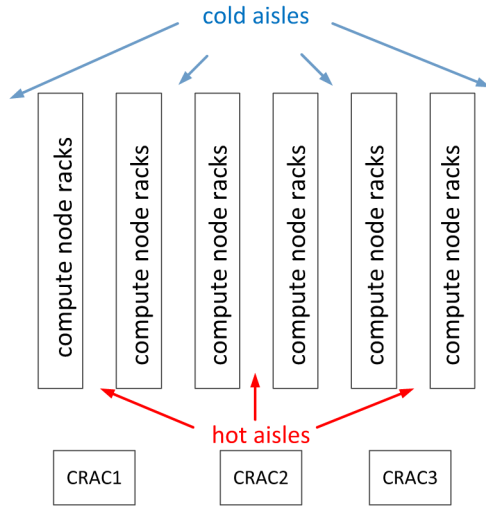 cold aisles
compute node racks
compute node racks
compute node racks
compute node racks
compute node racks
compute node racks
hot aisles
CRAC1
CRAC2
CRAC3